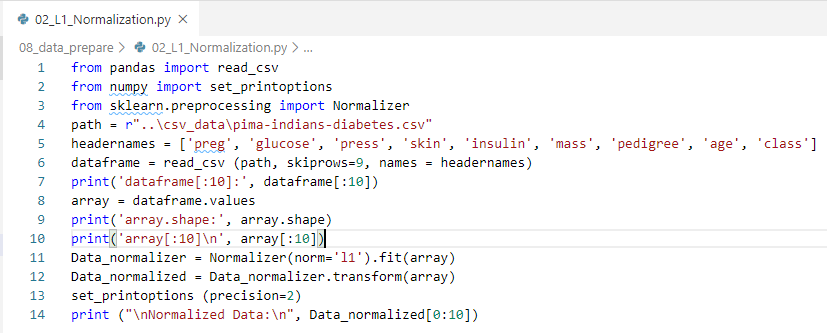 02_L1_Normalization.py ×
08_data_prepare > 02_L1_Normalization.py > ...
1 from pandas import read_csv
2 from numpy import set_printoptions
3 from sklearn.preprocessing import Normalizer
4 path = r"..\csv_data\pima-indians-diabetes.csv"
5 headernames = ['preg', 'glucose', 'press', 'skin', 'insulin', 'mass', 'pedigree', 'age', 'class']
6 dataframe = read_csv (path, skiprows=9, names = headernames)
7 print('dataframe[:10]:', dataframe[:10])
8 array = dataframe.values
9 print('array.shape:', array.shape)
10 print('array[:10]\n', array[:10])
11 Data_normalizer = Normalizer(norm='l1').fit(array)
12 Data_normalized = Data_normalizer.transform(array)
13 set_printoptions (precision=2)
14 print ("\nNormalized Data:\n", Data_normalized[0:10])